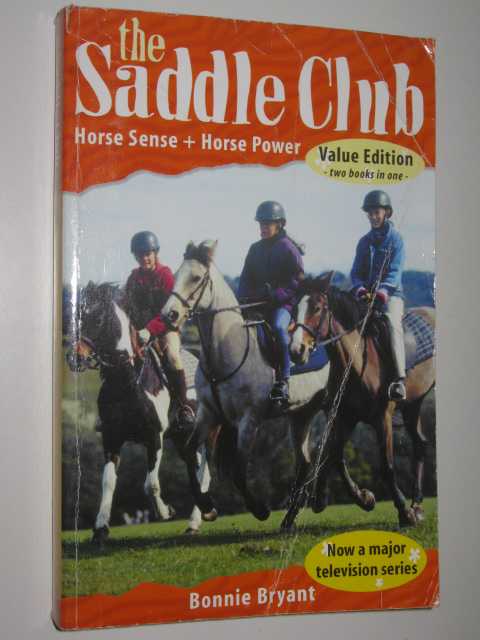 the
Saddle Club
Horse Sense + Horse Power
Value Edition
- two books in one -
Now a major
television series
Bonnie Bryant